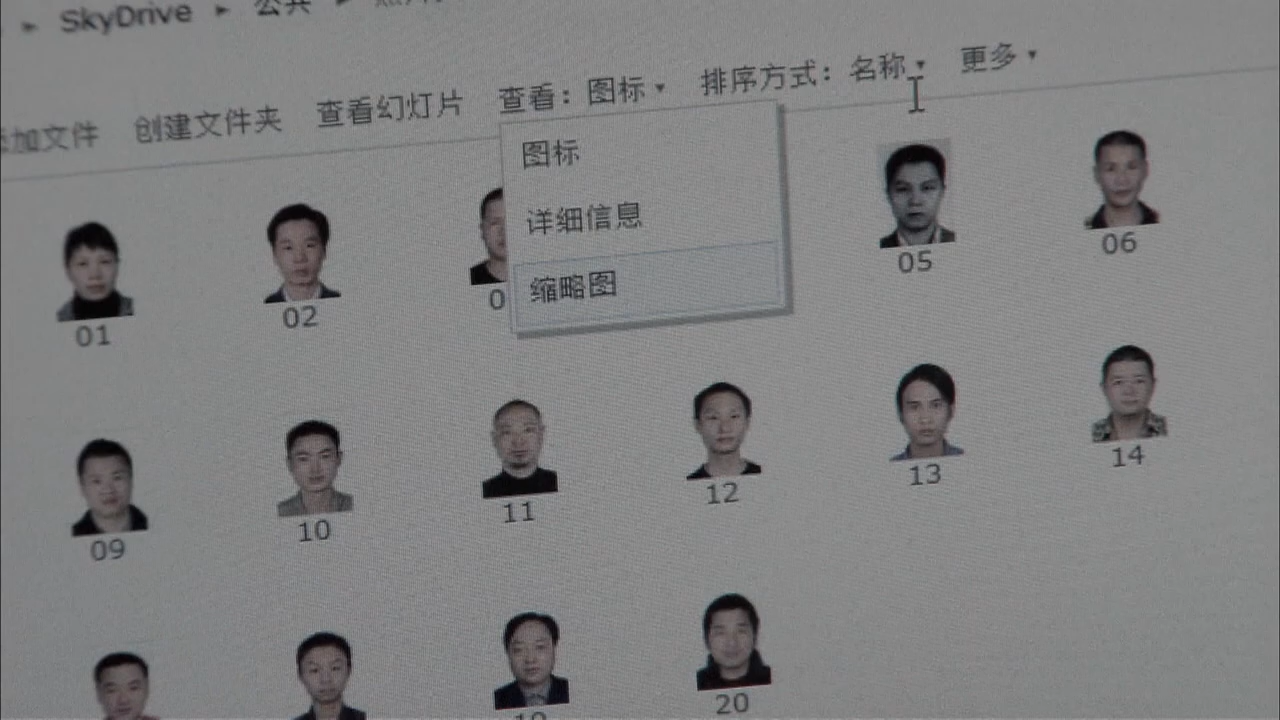 ▸ SkyDrive ▸ 公共 ▸
添加文件 创建文件夹 查看幻灯片 查看：图标▾ 排序方式：名称▾ 更多▾
图标
详细信息
缩略图
01 02 0 05 06
09 10 11 12 13 14
19 20